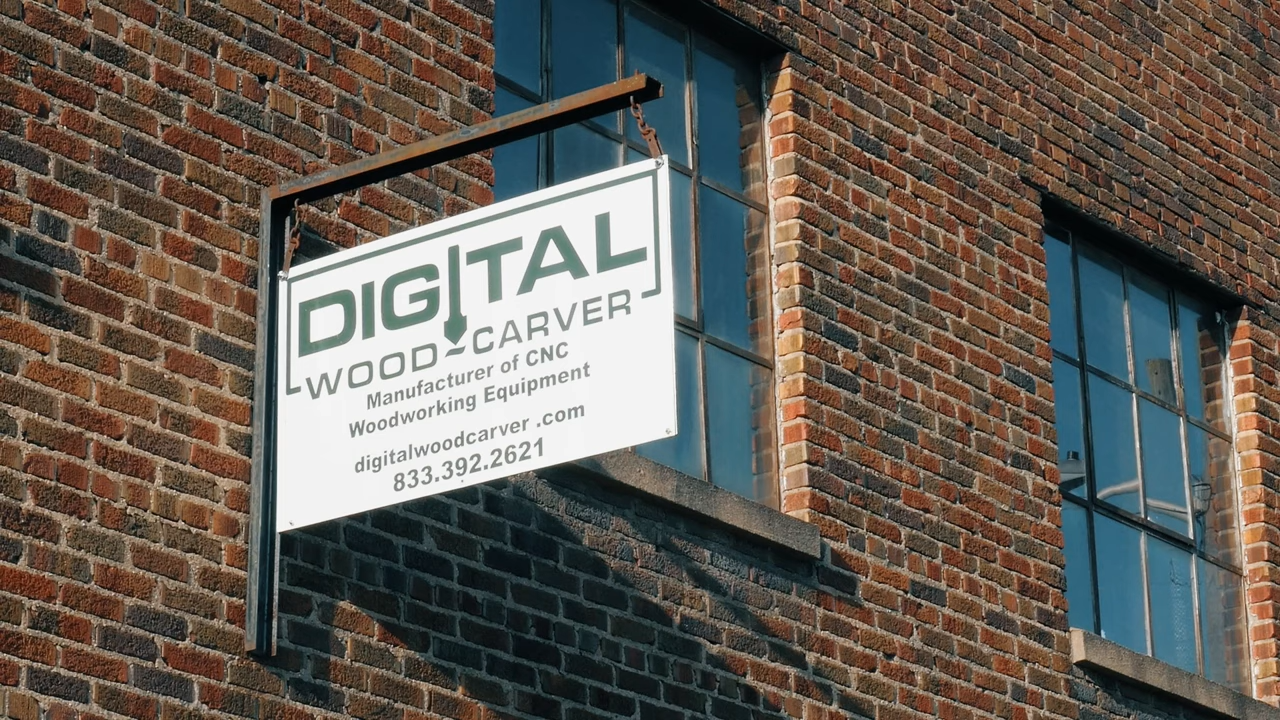 DIGITAL
WOOD-CARVER
Manufacturer of CNC
Woodworking Equipment
digitalwoodcarver .com
833.392.2621